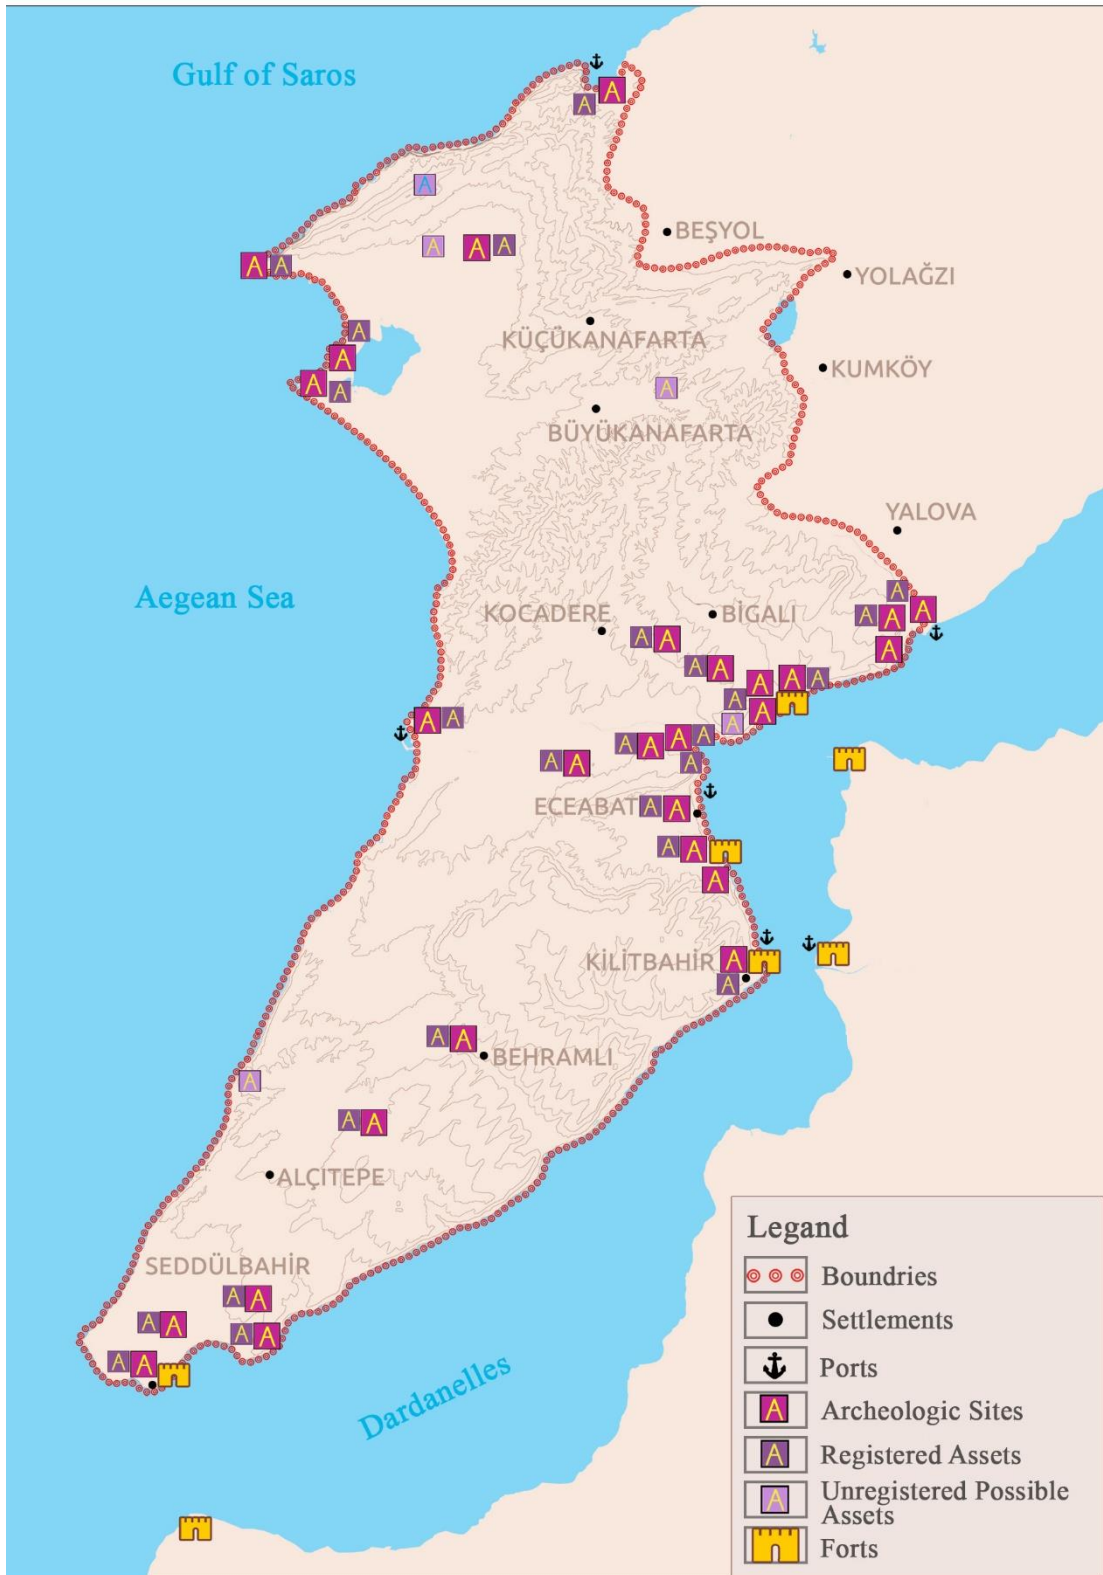 Gulf of Saros
BEŞYOL
YOLAĞZI
KÜÇÜKANAFARTA
KUMKÖY
BÜYÜKANAFARTA
YALOVA
Aegean Sea
KOCADERE
BİGALI
ECEABAT
KİLİTBAHİR
BEHRAMLI
ALÇITEPE
SEDDÜLBAHİR
Dardanelles
Legand
Boundries
Settlements
Ports
A Archeologic Sites
A Registered Assets
A Unregistered Possible
Assets
Forts